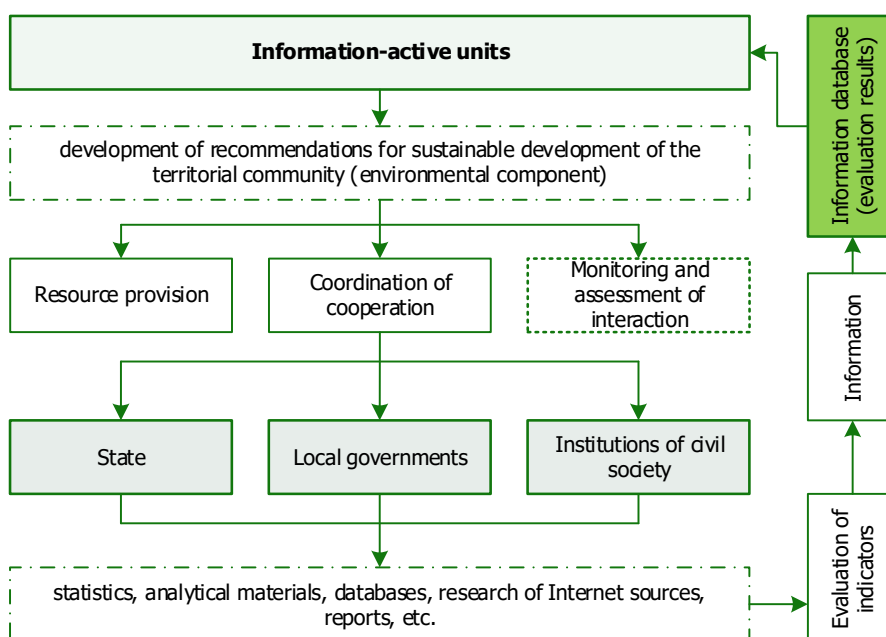 Information-active units
development of recommendations for sustainable development of the
territorial community (environmental component)
Resource provision
Coordination of
cooperation
Monitoring and
assessment of
interaction
State
Local governments
Institutions of civil
society
statistics, analytical materials, databases, research of Internet sources,
reports, etc.
Evaluation of
indicators
Information
Information database
(evaluation results)